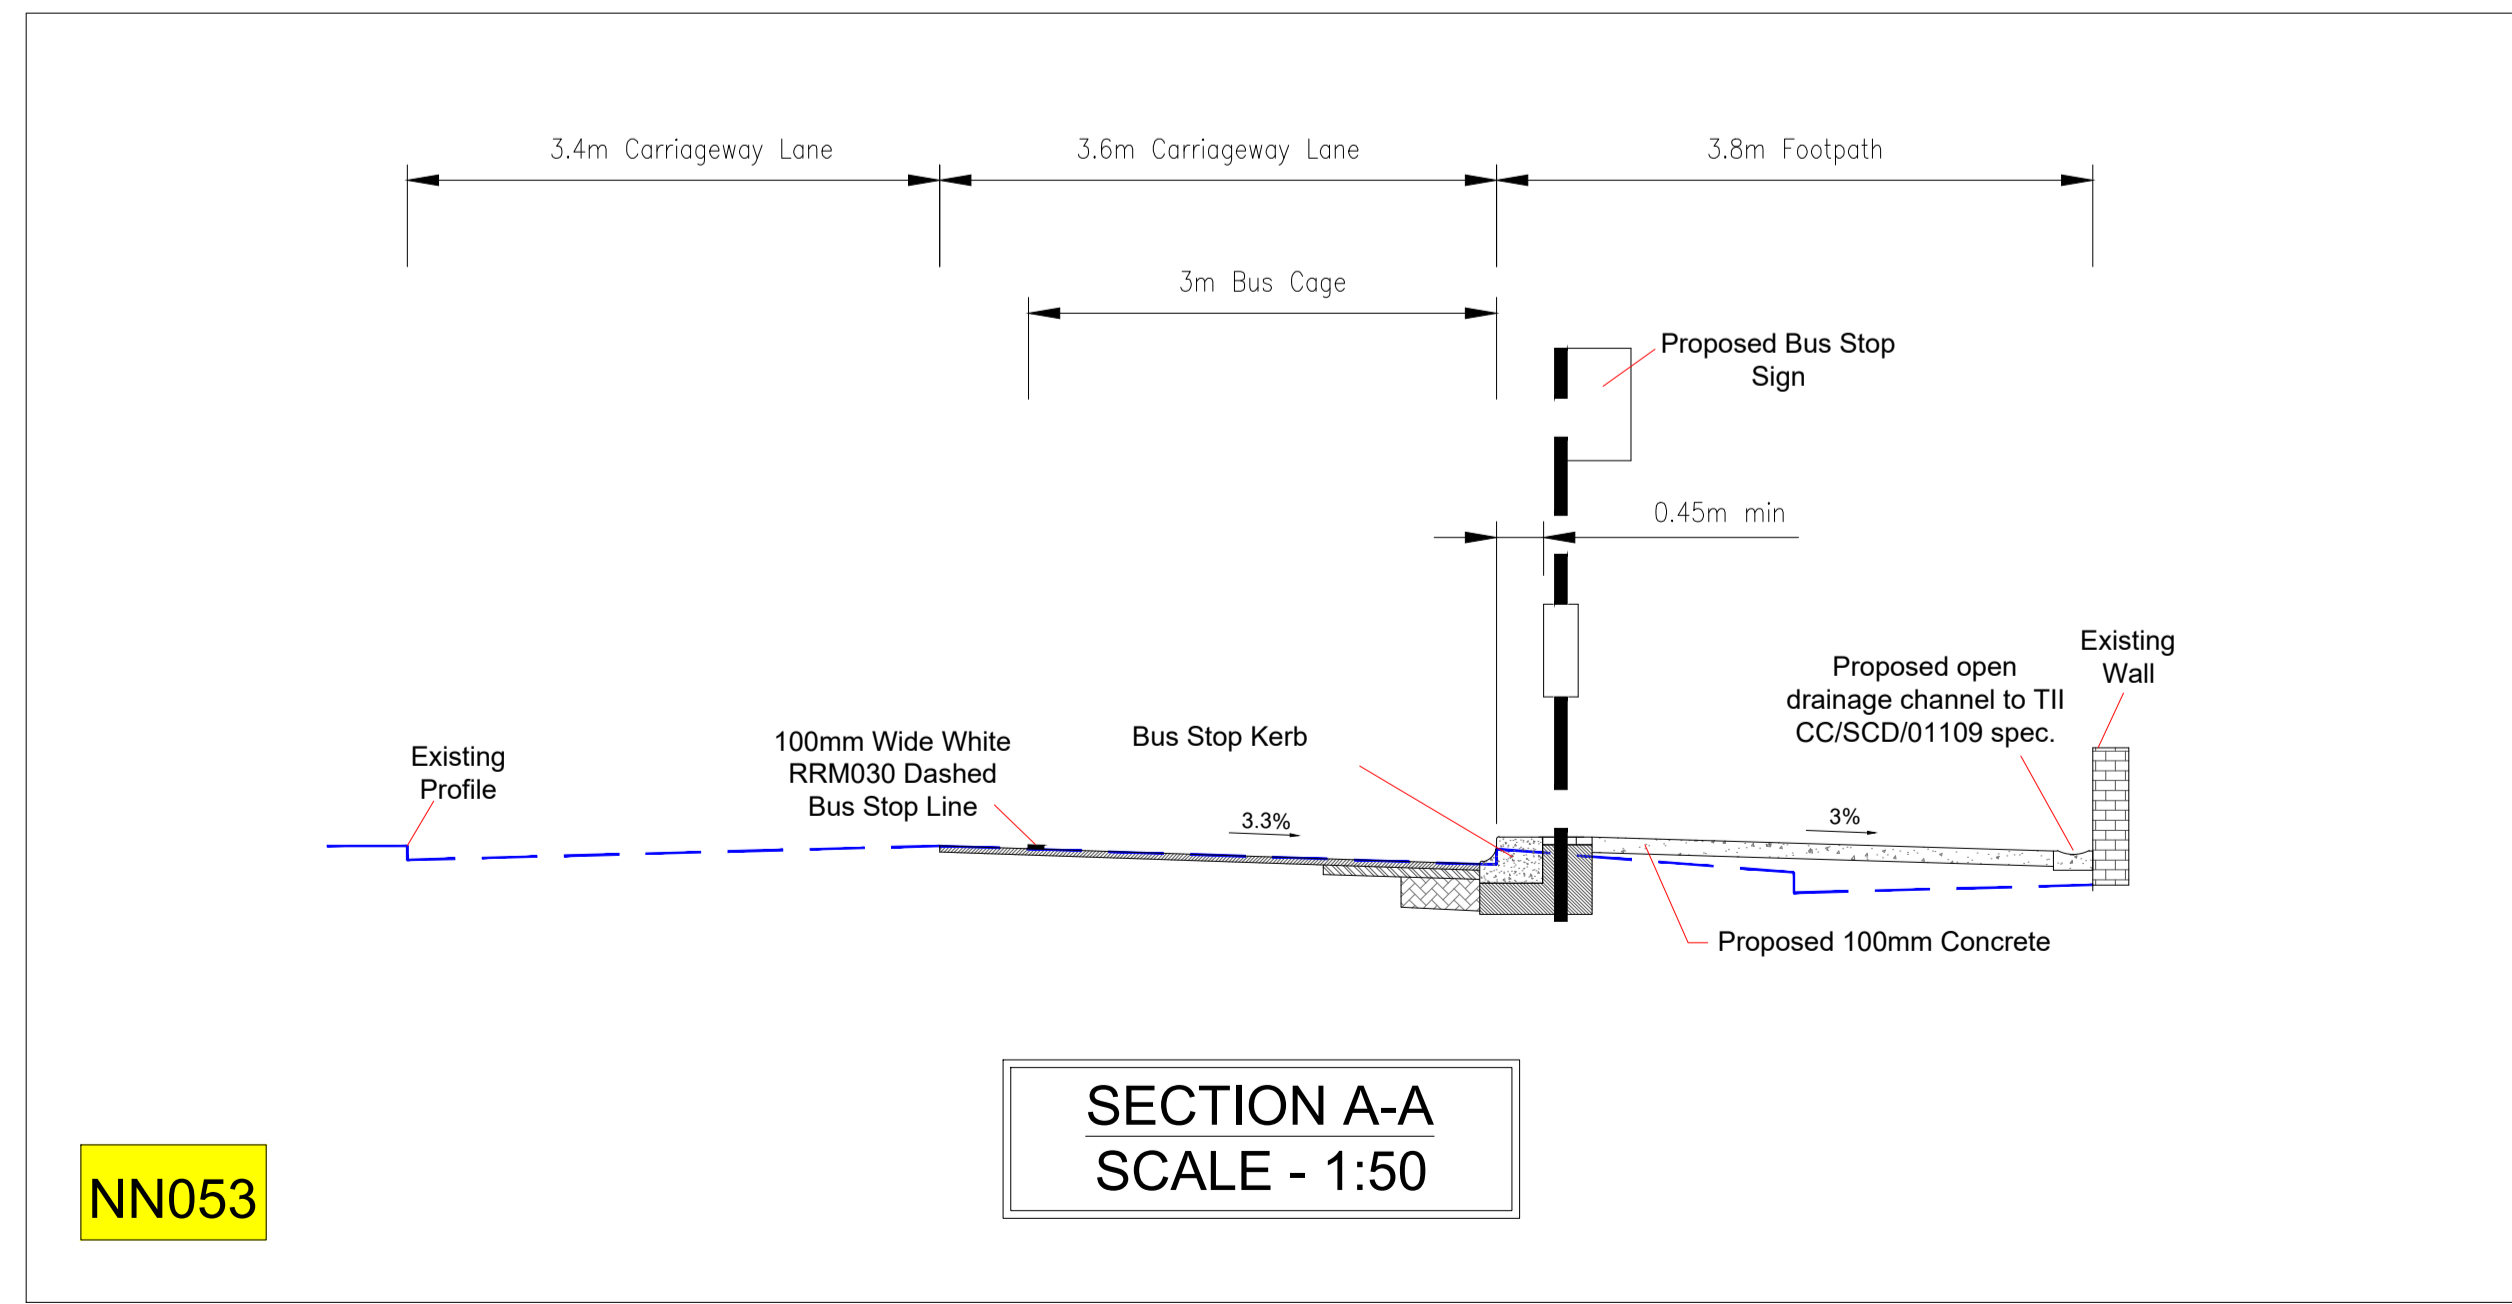 3.4m Carriageway Lane
3.6m Carriageway Lane
3.8m Footpath
3m Bus Cage
Proposed Bus Stop
Sign
0.45m min
Existing
Wall
Proposed open
drainage channel to TII
CC/SCD/01109 spec.
Bus Stop Kerb
100mm Wide White
RRM030 Dashed
Bus Stop Line
Existing
Profile
3.3%
3%
Proposed 100mm Concrete
SECTION A-A
SCALE - 1:50
NN053